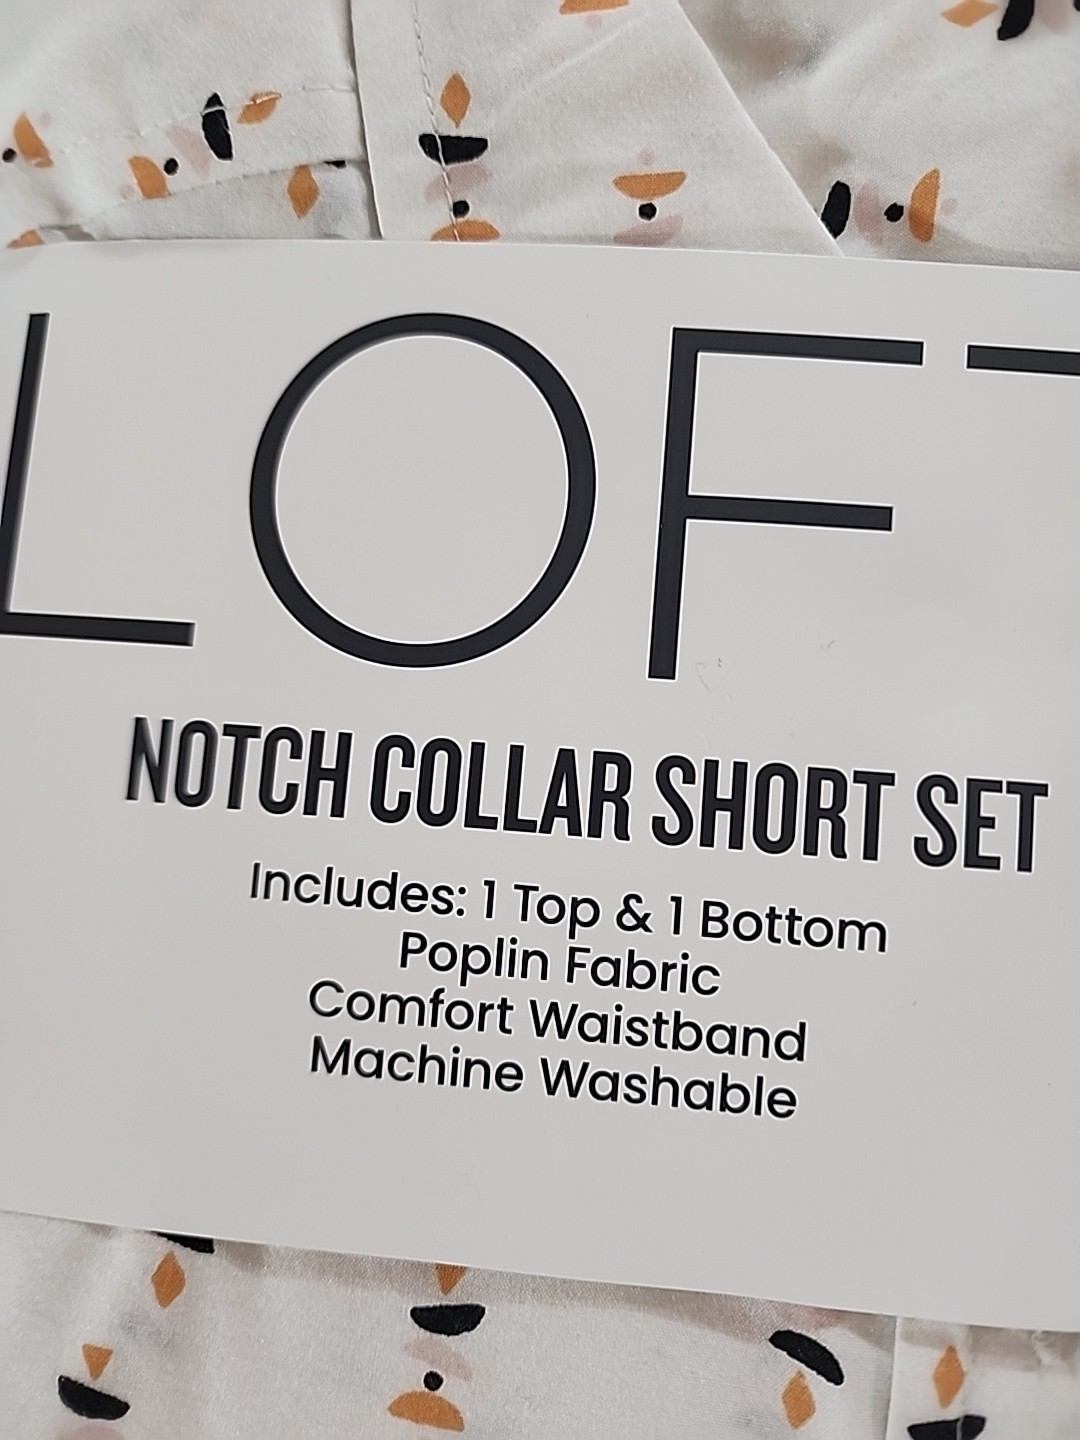 LOFT
NOTCH COLLAR SHORT SET
Includes: 1 Top & 1 Bottom
Poplin Fabric
Comfort Waistband
Machine Washable